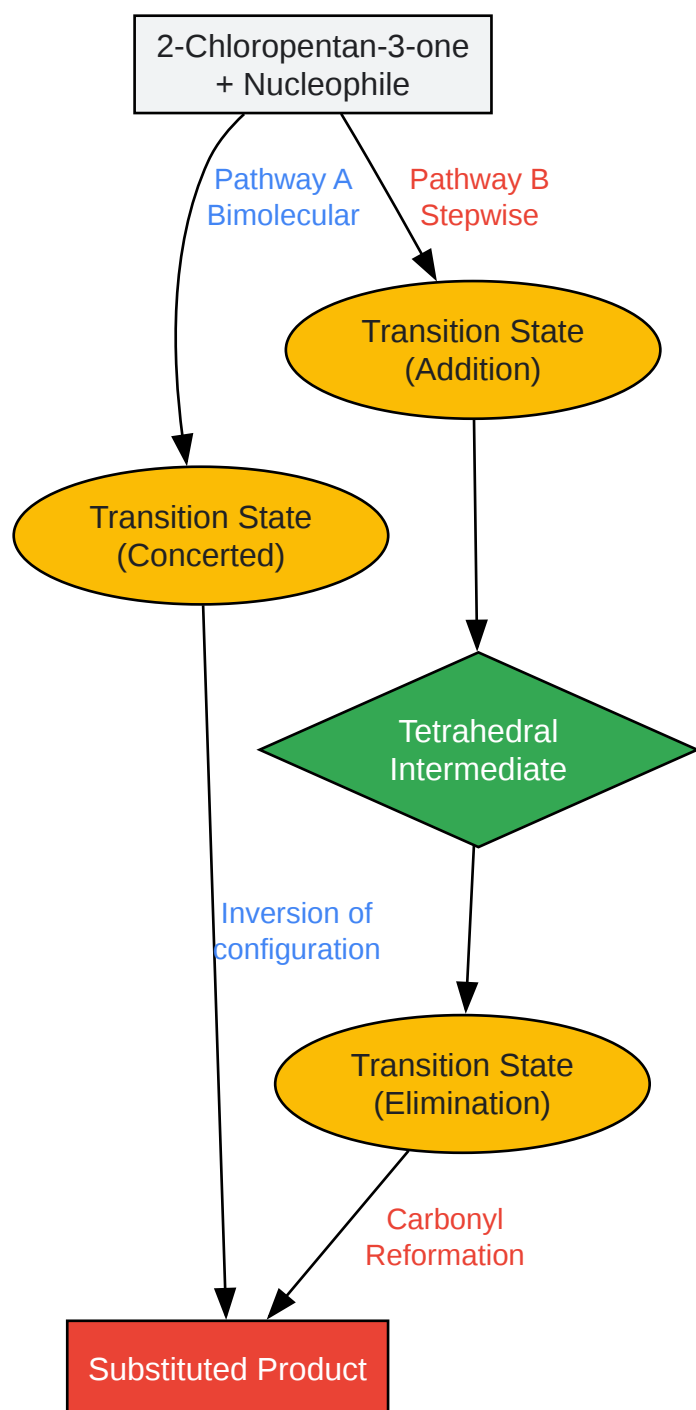 2-Chloropentan-3-one
+ Nucleophile
Pathway A
Bimolecular
Pathway B
Stepwise
Transition State
(Addition)
Transition State
(Concerted)
Tetrahedral
Intermediate
Inversion of
configuration
Transition State
(Elimination)
Carbonyl
Reformation
Substituted Product